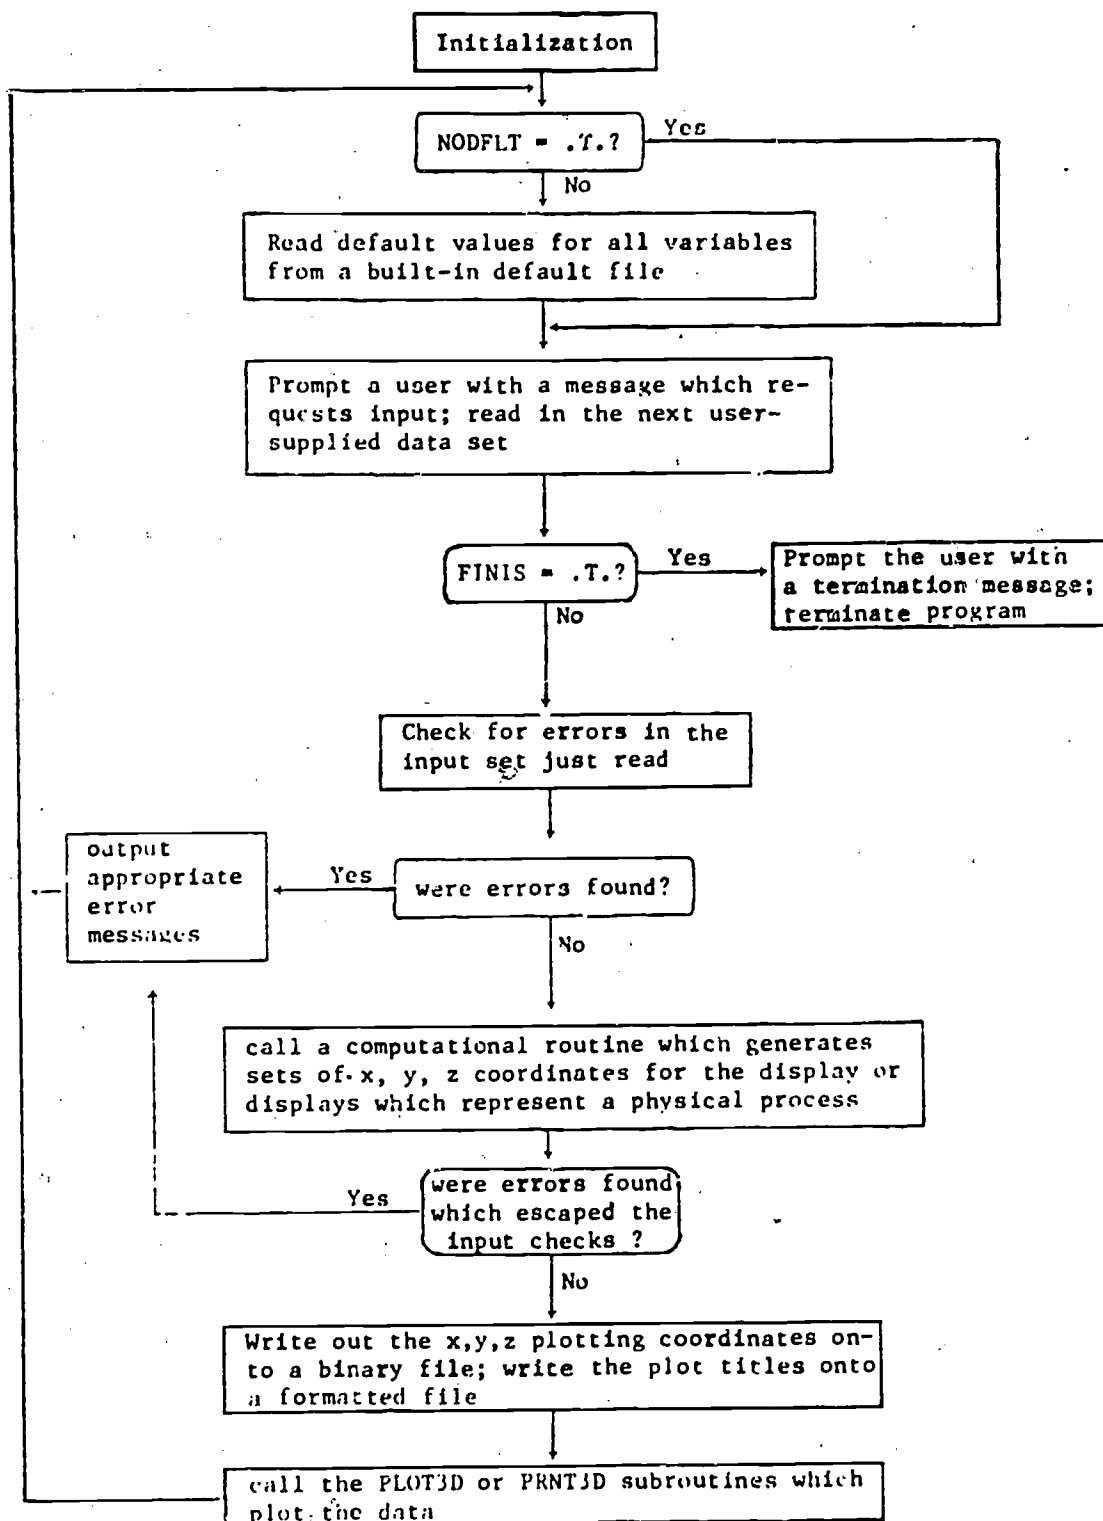 Initialization
NODFLT = .T.?
Yes
No
Read default values for all variables
from a built-in default file
Prompt a user with a message which re-
quests input; read in the next user-
supplied data set
FINIS = .T.?
Yes
No
Prompt the user with
a termination message;
terminate program
Check for errors in the
input set just read
output
appropriate
error
messages
Yes
were errors found?
No
call a computational routine which generates
sets of x, y, z coordinates for the display or
displays which represent a physical process
Yes
were errors found
which escaped the
input checks ?
No
Write out the x,y,z plotting coordinates on-
to a binary file; write the plot titles onto
a formatted file
call the PLOT3D or PRNT3D subroutines which
plot the data